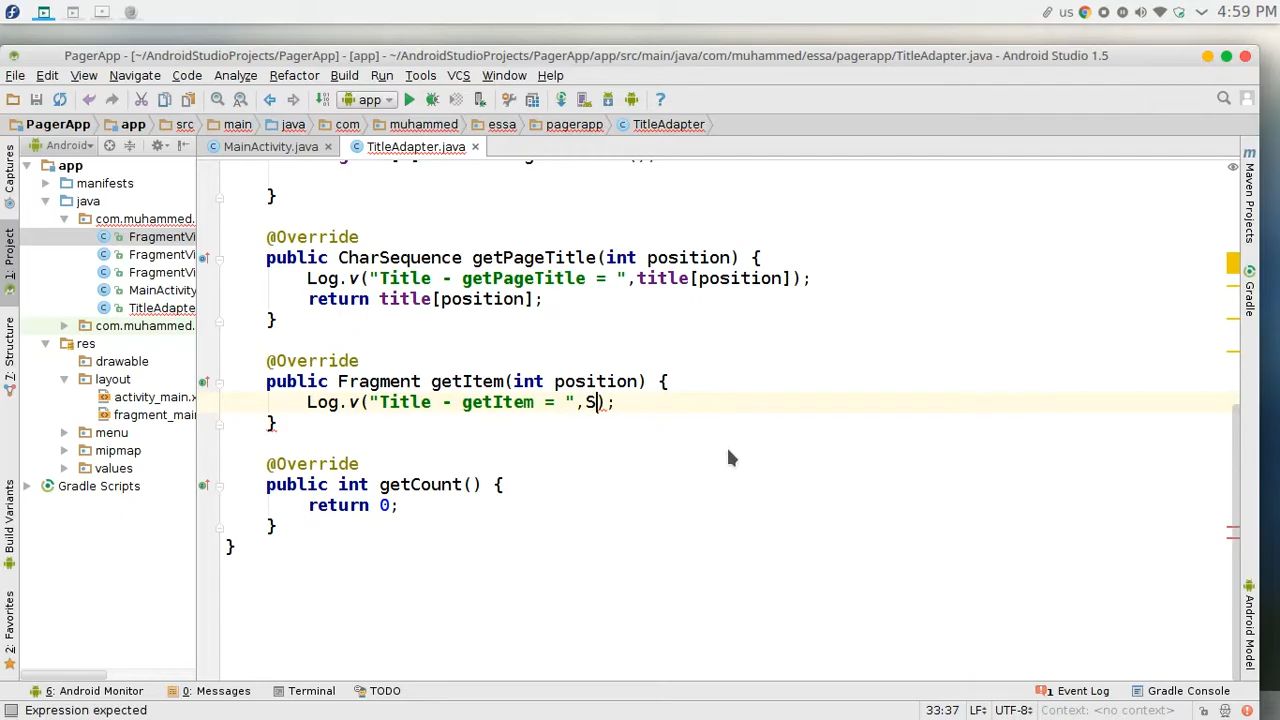 us 4:59 PM
PagerApp - [~/AndroidStudioProjects/PagerApp] - [app] - ~/AndroidStudioProjects/PagerApp/app/src/main/java/com/muhammed/essa/pagerapp/TitleAdapter.java - Android Studio 1.5
File Edit View Navigate Code Analyze Refactor Build Run Tools VCS Window Help
app
PagerApp app src main java com muhammed essa pagerapp TitleAdapter
Android MainActivity.java TitleAdapter.java
Captures
1: Project
7: Structure
Build Variants
2: Favorites
app
manifests
java
com.muhammed.
FragmentVi
FragmentVi
FragmentVi
MainActivity
TitleAdapte
com.muhammed.
res
drawable
layout
activity_main.x
fragment_main
menu
mipmap
values
Gradle Scripts
}
@Override
public CharSequence getPageTitle(int position) {
Log.v("Title - getPageTitle = ",title[position]);
return title[position];
}
@Override
public Fragment getItem(int position) {
Log.v("Title - getItem = ",S);
}
@Override
public int getCount() {
return 0;
}
}
Maven Projects
Gradle
Android Model
6: Android Monitor 0: Messages Terminal TODO 1 Event Log Gradle Console
Expression expected 33:37 LF UTF-8 Context: <no context>